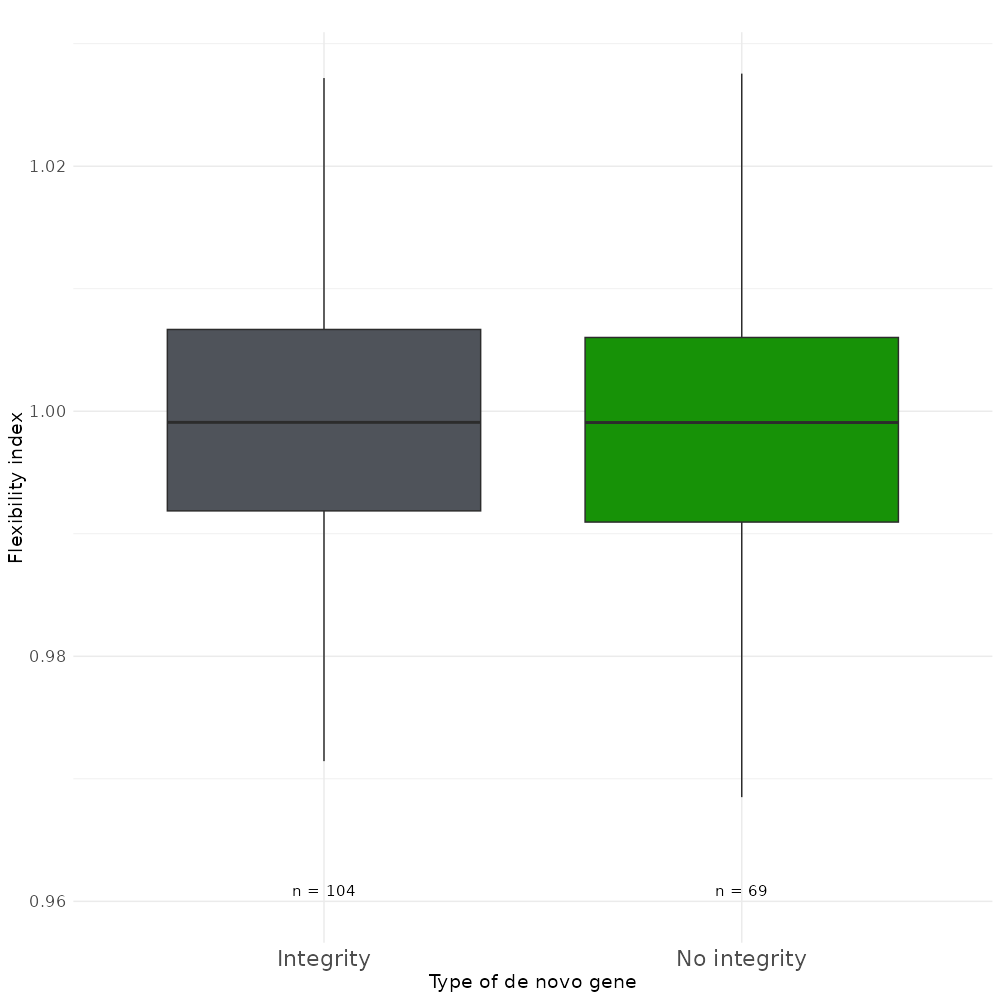 Flexibility index
1.02
1.00
0.98
0.96
n = 104
n = 69
Integrity
No integrity
Type of de novo gene